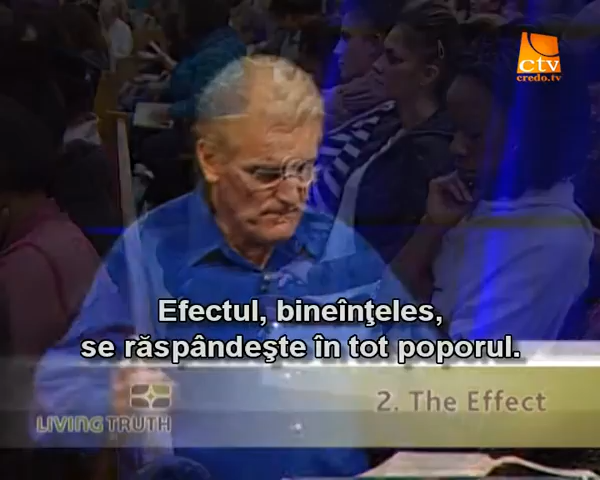 ctv
credo.tv
Efectul, bineînţeles,
se răspândeşte în tot poporul.
2. The Effect
LIVING TRUTH